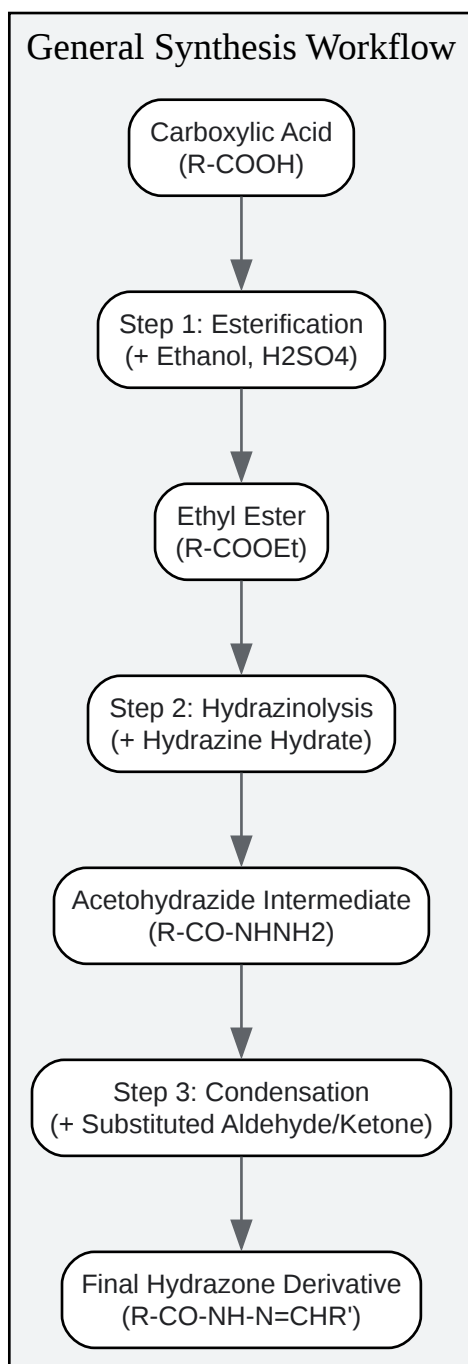 General Synthesis Workflow
Carboxylic Acid
(R-COOH)
Step 1: Esterification
(+ Ethanol, H2SO4)
Ethyl Ester
(R-COOEt)
Step 2: Hydrazinolysis
(+ Hydrazine Hydrate)
Acetohydrazide Intermediate
(R-CO-NHNH2)
Step 3: Condensation
(+ Substituted Aldehyde/Ketone)
Final Hydrazone Derivative
(R-CO-NH-N=CHR')